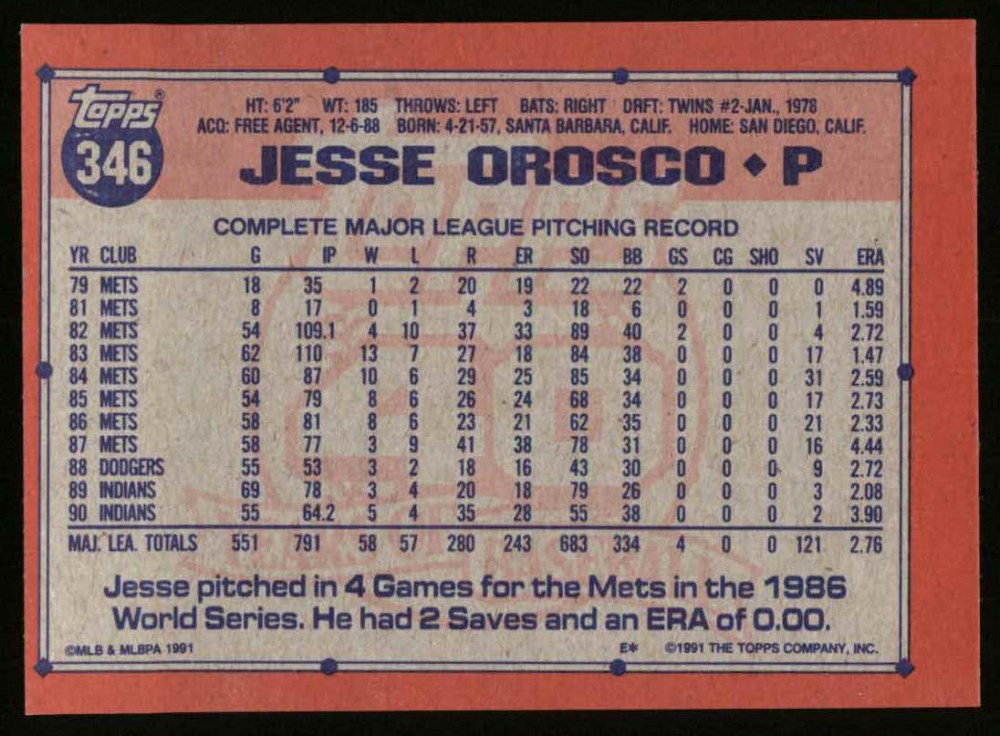 topps®
346
HT: 6'2" WT: 185 THROWS: LEFT BATS: RIGHT DRFT: TWINS #2-JAN., 1978
ACQ: FREE AGENT, 12-6-88 BORN: 4-21-57, SANTA BARBARA, CALIF. HOME: SAN DIEGO, CALIF.
JESSE OROSCO ◆ P
COMPLETE MAJOR LEAGUE PITCHING RECORD
YR CLUB G IP W L R ER SO BB GS CG SHO SV ERA
79 METS 18 35 1 2 20 19 22 22 2 0 0 0 4.89
81 METS 8 17 0 1 4 3 18 6 0 0 0 1 1.59
82 METS 54 109.1 4 10 37 33 89 40 2 0 0 4 2.72
83 METS 62 110 13 7 27 18 84 38 0 0 0 17 1.47
84 METS 60 87 10 6 29 25 85 34 0 0 0 31 2.59
85 METS 54 79 8 6 26 24 68 34 0 0 0 17 2.73
86 METS 58 81 8 6 23 21 62 35 0 0 0 21 2.33
87 METS 58 77 3 9 41 38 78 31 0 0 0 16 4.44
88 DODGERS 55 53 3 2 18 16 43 30 0 0 0 9 2.72
89 INDIANS 69 78 3 4 20 18 79 26 0 0 0 3 2.08
90 INDIANS 55 64.2 5 4 35 28 55 38 0 0 0 2 3.90
MAJ. LEA. TOTALS 551 791 58 57 280 243 683 334 4 0 0 121 2.76
Jesse pitched in 4 Games for the Mets in the 1986
World Series. He had 2 Saves and an ERA of 0.00.
©MLB & MLBPA 1991 E* ©1991 THE TOPPS COMPANY, INC.